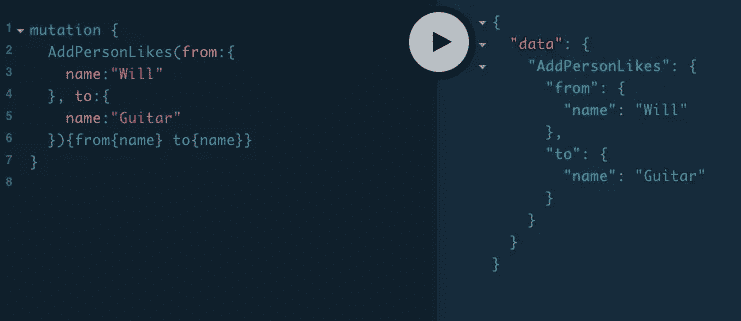 1 mutation {
2 AddPersonLikes(from:{
3 name:"Will"
4 }, to:{
5 name:"Guitar"
6 }){from{name} to{name}}
7 }
8
{
"data": {
"AddPersonLikes": {
"from": {
"name": "Will"
},
"to": {
"name": "Guitar"
}
}
}
}